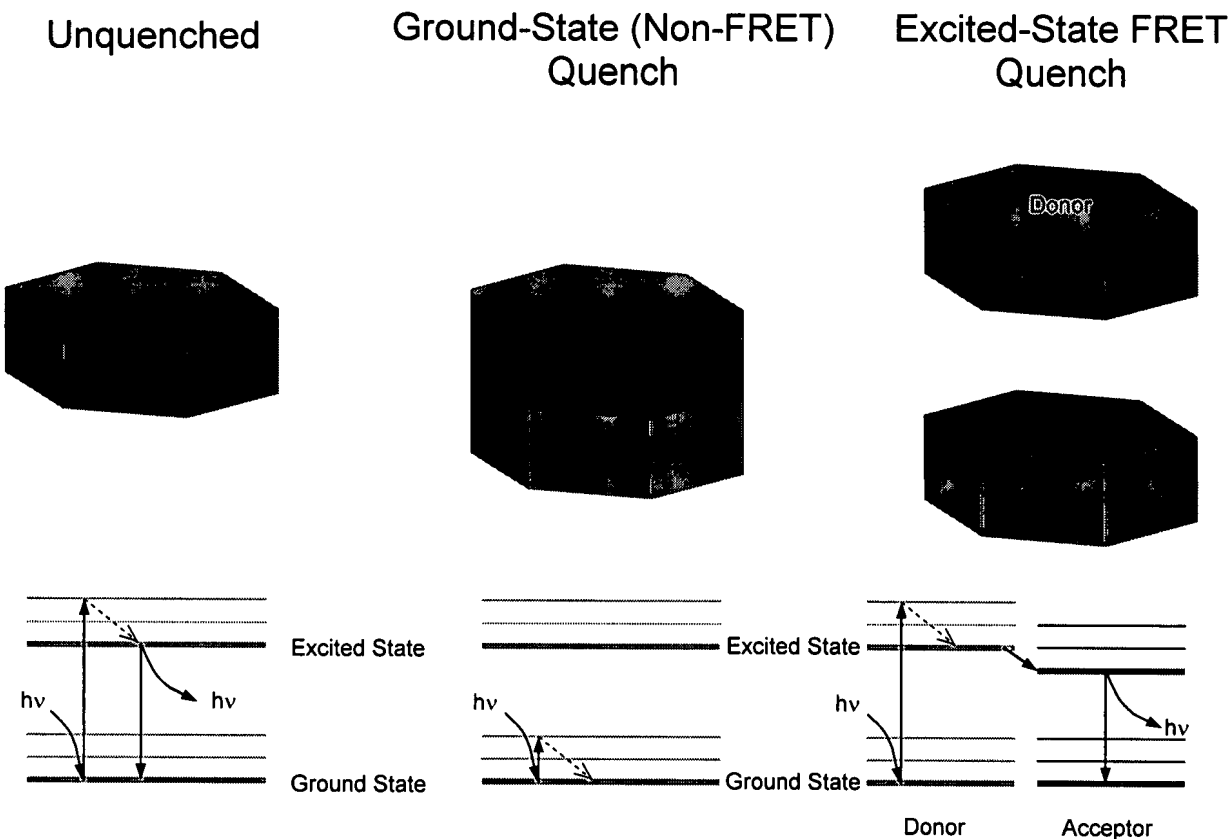 Unquenched
Ground-State (Non-FRET)
Quench
Excited-State FRET
Quench
Donor
Excited State
Excited State
hν
hν
hν
hν
hν
Ground State
Ground State
Donor
Acceptor